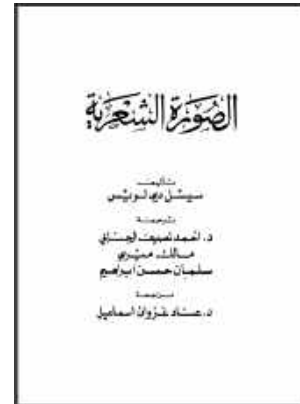 الصورة الشعرية
تأليف
سيسل دي لويس
ترجمة
د. احمد نصيف الجنابي
مالك ميري
سلمان حسن ابراهيم
مراجعة
د. عناد غزوان اسماعيل